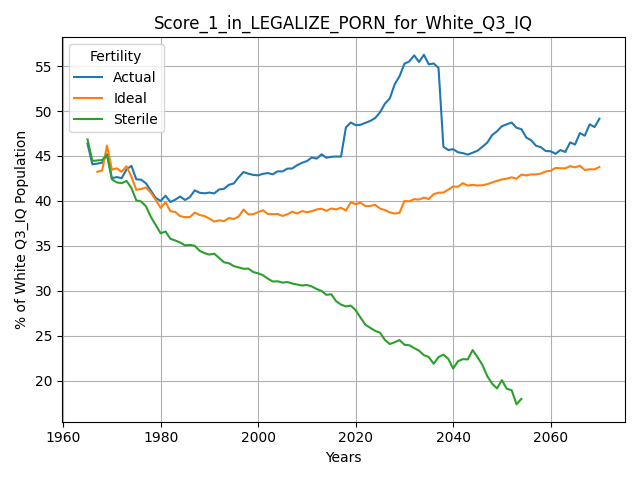 Score_1_in_LEGALIZE_PORN_for_White_Q3_IQ
Fertility
Actual
Ideal
Sterile
% of White Q3_IQ Population
55
50
45
40
35
30
25
20
1960
1980
2000
2020
2040
2060
Years